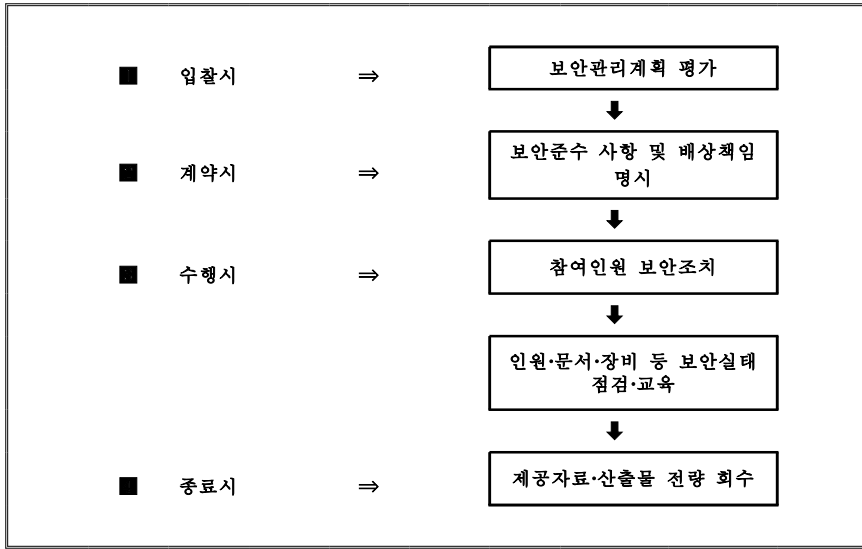 입찰시 ⇒ 보안관리계획 평가
계약시 ⇒ 보안준수 사항 및 배상책임
명시
수행시 ⇒ 참여인원 보안조치
인원·문서·장비 등 보안실태
점검·교육
종료시 ⇒ 제공자료·산출물 전량 회수